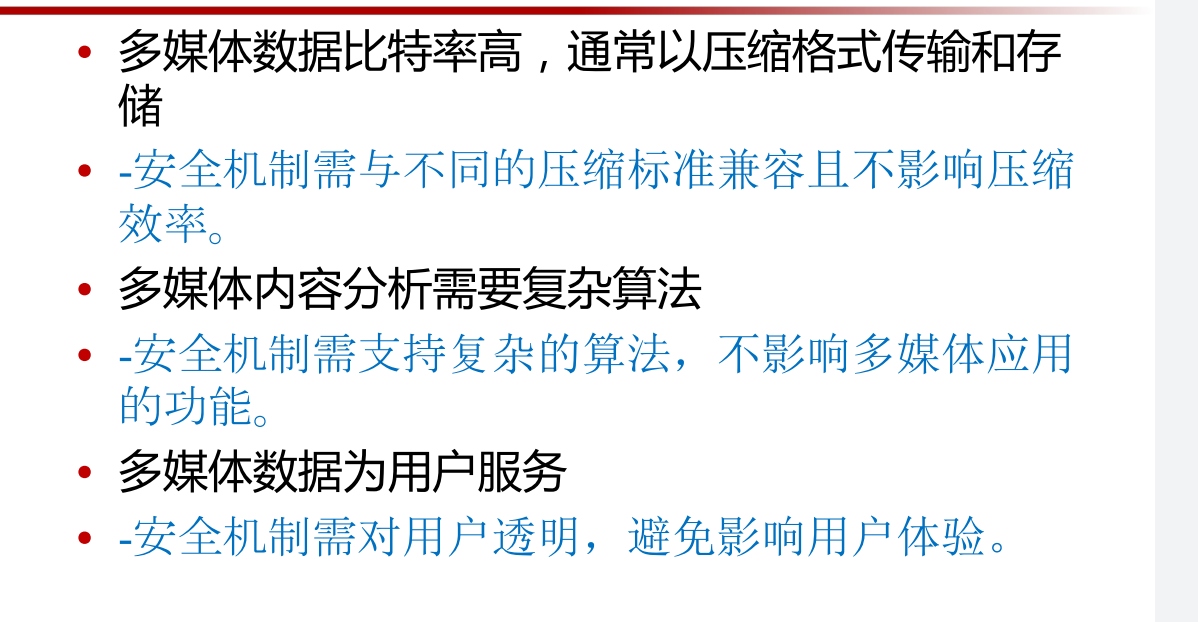 • 多媒体数据比特率高，通常以压缩格式传输和存
储
• -安全机制需与不同的压缩标准兼容且不影响压缩
效率。
• 多媒体内容分析需要复杂算法
• -安全机制需支持复杂的算法，不影响多媒体应用
的功能。
• 多媒体数据为用户服务
• -安全机制需对用户透明，避免影响用户体验。